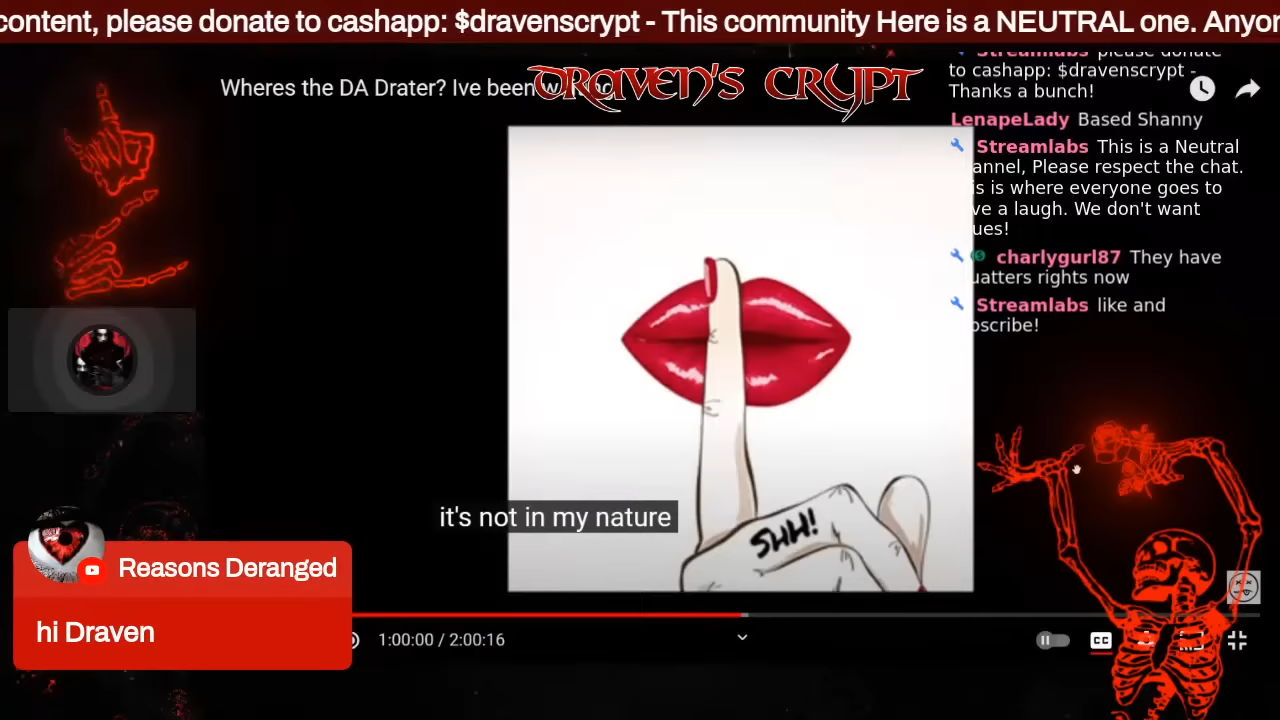 content, please donate to cashapp: $dravenscrypt - This community Here is a NEUTRAL one. Anyor
Wheres the DA Drater? Ive been
DRAVEN'S CRYPT
Streamlabs please donate
to cashapp: $dravenscrypt -
Thanks a bunch!
LenapeLady Based Shanny
Streamlabs This is a Neutral
annel, Please respect the chat.
is is where everyone goes to
ve a laugh. We don't want
ues!
charlygurl87 They have
uatters rights now
Streamlabs like and
bscribe!
it's not in my nature
SHH!
Reasons Deranged
hi Draven
1:00:00 / 2:00:16
CC